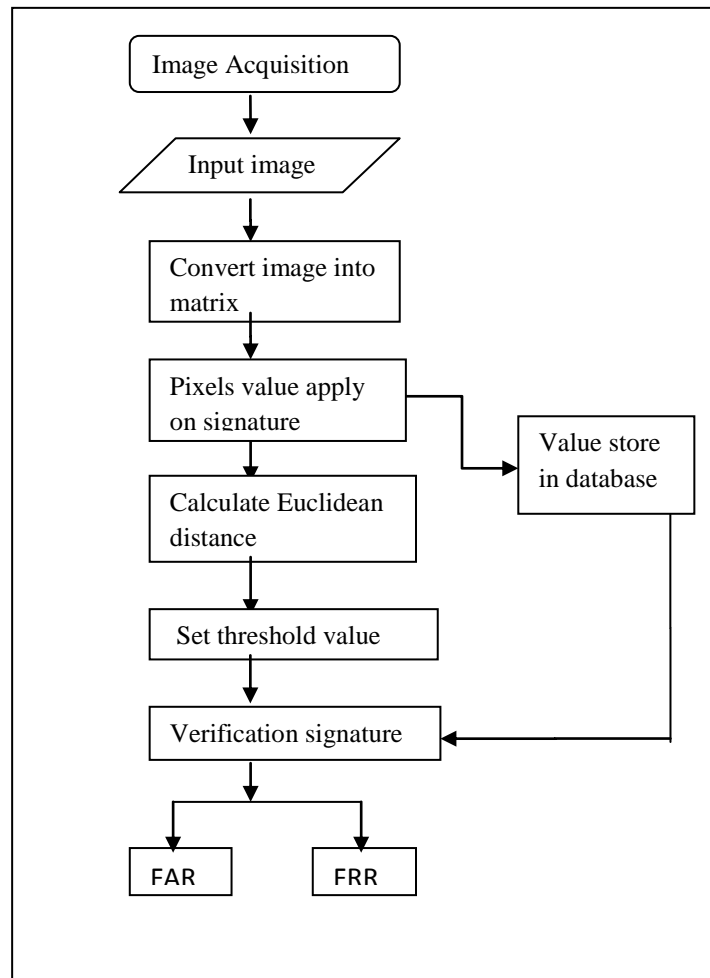 Image Acquisition
Input image
Convert image into
matrix
Pixels value apply
on signature
Value store
in database
Calculate Euclidean
distance
Set threshold value
Verification signature
FAR
FRR